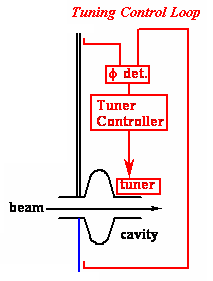 Tuning Control Loop
ϕ det.
Tuner
Controller
tuner
beam
cavity